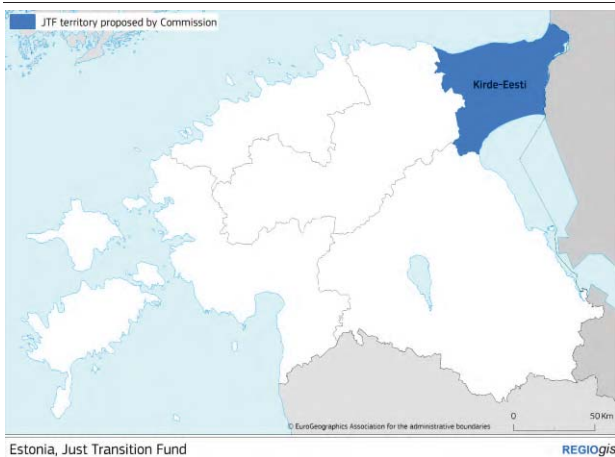 JTF territory proposed by Commission
Kirde-Eesti
0 50 Km
© EuroGeographics Association for the administrative boundaries
Estonia, Just Transition Fund
REGIOgis